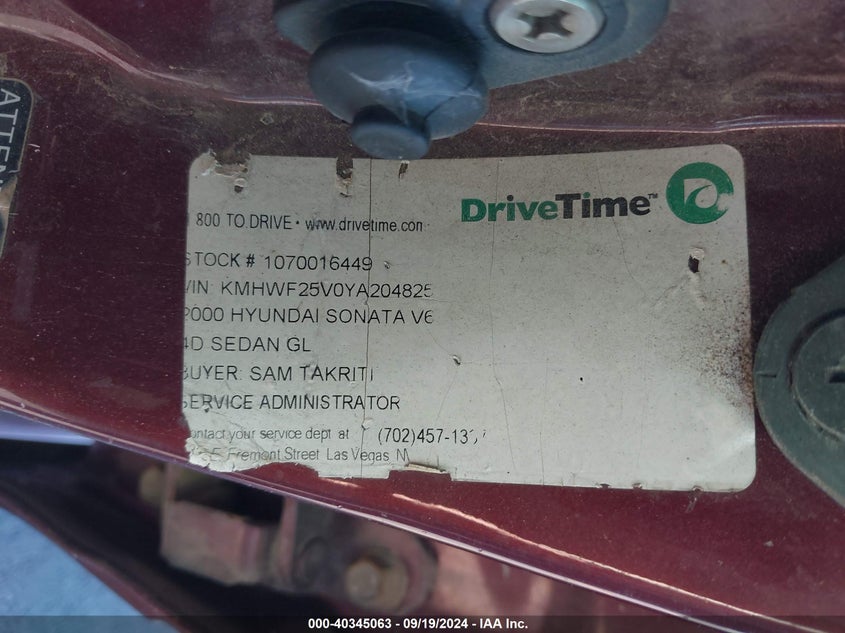 ATTEN
DriveTime™
800 TO DRIVE • www.drivetime.com
STOCK # 1070016449
VIN: KMHWF25V0YA204825
2000 HYUNDAI SONATA V6
4D SEDAN GL
BUYER: SAM TAKRITI
SERVICE ADMINISTRATOR
contact your service dept at (702)457-13
Fremont Street Las Vegas, N
000-40345063 - 09/19/2024 - IAA Inc.